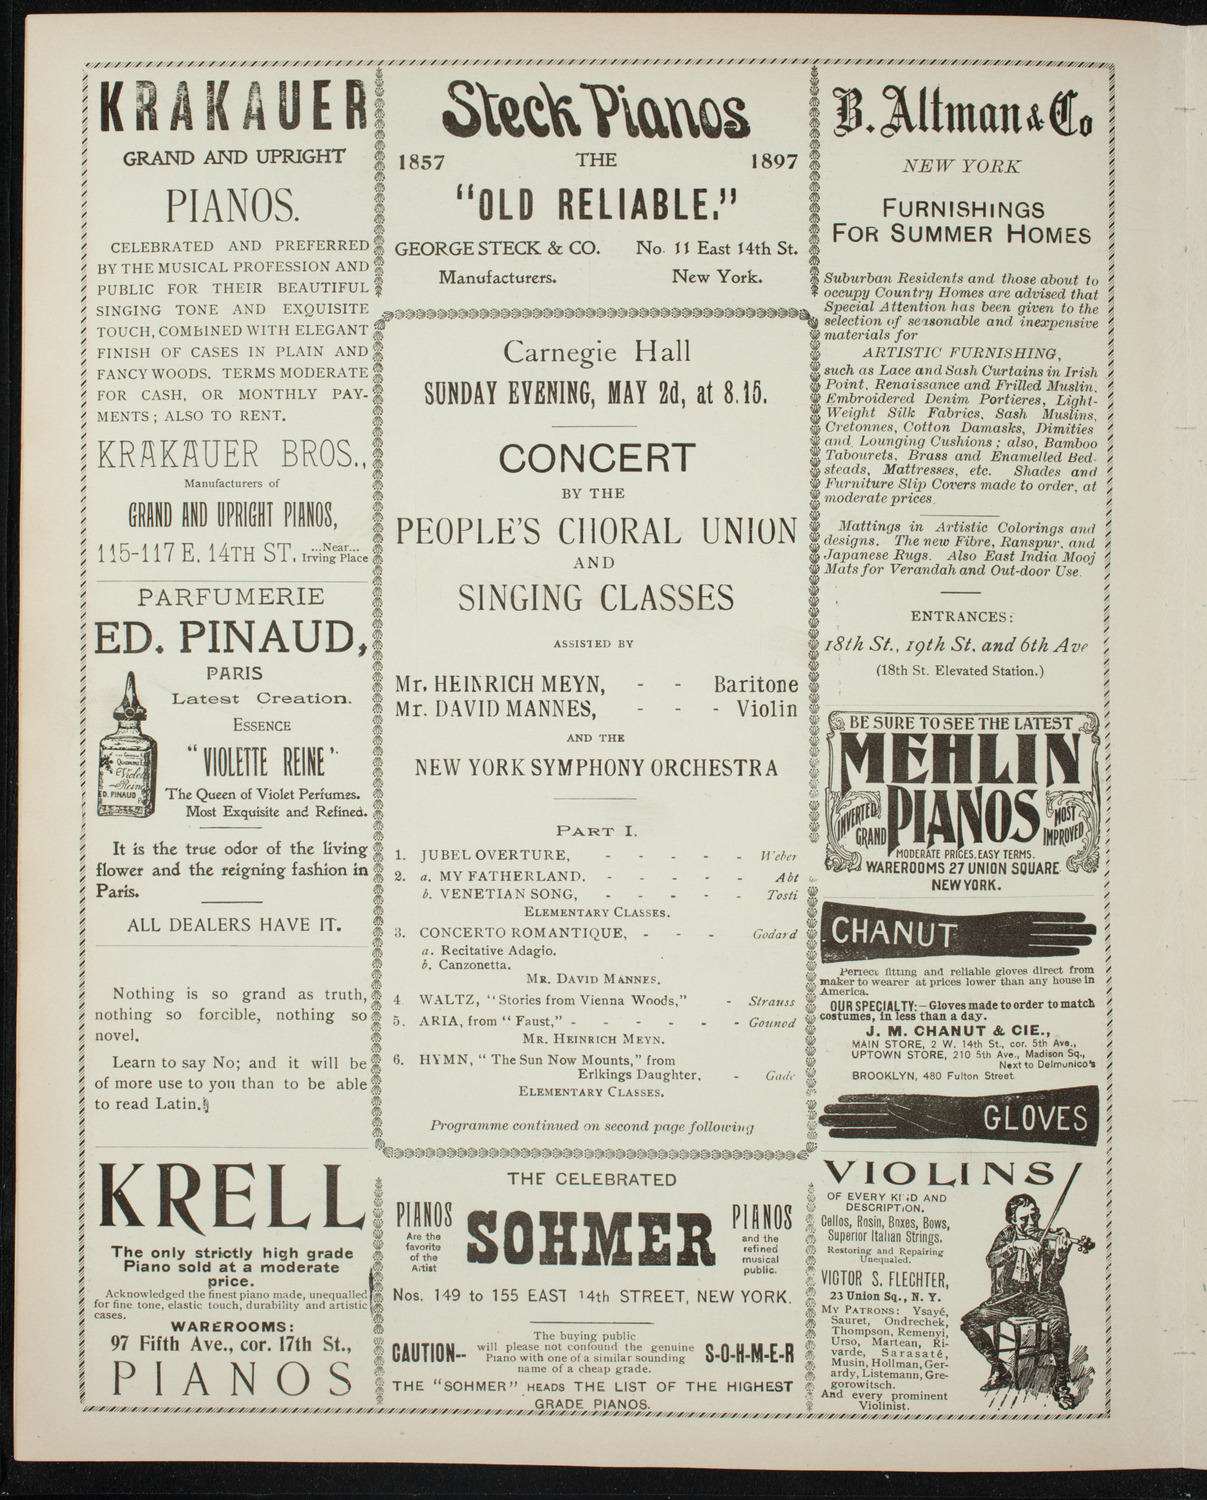 KRAKAUER
GRAND AND UPRIGHT
PIANOS.
CELEBRATED AND PREFERRED
BY THE MUSICAL PROFESSION AND
PUBLIC FOR THEIR BEAUTIFUL
SINGING TONE AND EXQUISITE
TOUCH, COMBINED WITH ELEGANT
FINISH OF CASES IN PLAIN AND
FANCY WOODS. TERMS MODERATE
FOR CASH, OR MONTHLY PAY-
MENTS; ALSO TO RENT.
KRAKAUER BROS.,
Manufacturers of
GRAND AND UPRIGHT PIANOS,
115-117 E. 14TH ST. ...Near... Irving Place
PARFUMERIE
ED. PINAUD,
PARIS
Latest Creation.
ESSENCE
"VIOLETTE REINE"
The Queen of Violet Perfumes.
Most Exquisite and Refined.
It is the true odor of the living
flower and the reigning fashion in
Paris.
ALL DEALERS HAVE IT.
Nothing is so grand as truth,
nothing so forcible, nothing so
novel.
Learn to say No; and it will be
of more use to you than to be able
to read Latin.
KRELL
The only strictly high grade
Piano sold at a moderate
price.
Acknowledged the finest piano made, unequalled
for fine tone, elastic touch, durability and artistic
cases.
WAREROOMS:
97 Fifth Ave., cor. 17th St.,
PIANOS
Steck Pianos
1857 THE 1897
"OLD RELIABLE."
GEORGE STECK & CO. No. 11 East 14th St.
Manufacturers. New York.
Carnegie Hall
SUNDAY EVENING, MAY 2d, at 8.15.
CONCERT
BY THE
PEOPLE'S CHORAL UNION
AND
SINGING CLASSES
ASSISTED BY
Mr. HEINRICH MEYN, - - Baritone
Mr. DAVID MANNES, - - - Violin
AND THE
NEW YORK SYMPHONY ORCHESTRA
PART I.
1. JUBEL OVERTURE, - - - - - Weber
2. a. MY FATHERLAND. - - - - - Abt
b. VENETIAN SONG, - - - - - Tosti
ELEMENTARY CLASSES.
3. CONCERTO ROMANTIQUE, - - - Godard
a. Recitative Adagio.
b. Canzonetta.
MR. DAVID MANNES.
4. WALTZ, "Stories from Vienna Woods," - Strauss
5. ARIA, from "Faust," - - - - - - Gounod
MR. HEINRICH MEYN.
6. HYMN, "The Sun Now Mounts," from
Erlkings Daughter, - Gade
ELEMENTARY CLASSES.
Programme continued on second page following
THE CELEBRATED
PIANOS
Are the
favorite
of the
Artist
SOHMER
PIANOS
and the
refined
musical
public.
Nos. 149 to 155 EAST 14th STREET, NEW YORK.
CAUTION--
The buying public
will please not confound the genuine
Piano with one of a similar sounding
name of a cheap grade.
S-O-H-M-E-R
THE "SOHMER" HEADS THE LIST OF THE HIGHEST
GRADE PIANOS.
B. Altman & Co
NEW YORK
FURNISHINGS
FOR SUMMER HOMES
Suburban Residents and those about to
occupy Country Homes are advised that
Special Attention has been given to the
selection of seasonable and inexpensive
materials for
ARTISTIC FURNISHING,
such as Lace and Sash Curtains in Irish
Point, Renaissance and Frilled Muslin.
Embroidered Denim Portieres, Light-
Weight Silk Fabrics, Sash Muslins,
Cretonnes, Cotton Damasks, Dimities
and Lounging Cushions; also, Bamboo
Tabourets, Brass and Enamelled Bed-
steads, Mattresses, etc. Shades and
Furniture Slip Covers made to order, at
moderate prices.
Mattings in Artistic Colorings and
designs. The new Fibre, Ranspur, and
Japanese Rugs. Also East India Mooj
Mats for Verandah and Out-door Use.
ENTRANCES:
18th St., 19th St. and 6th Ave
(18th St. Elevated Station.)
BE SURE TO SEE THE LATEST
MEHLIN
PIANOS
INVERTED GRAND
MOST IMPROVED
MODERATE PRICES. EASY TERMS.
WAREROOMS 27 UNION SQUARE
NEW YORK.
CHANUT
Perfect fitting and reliable gloves direct from
maker to wearer at prices lower than any house in
America.
OUR SPECIALTY:—Gloves made to order to match
costumes, in less than a day.
J. M. CHANUT & CIE.,
MAIN STORE, 2 W. 14th St., cor. 5th Ave.,
UPTOWN STORE, 210 5th Ave., Madison Sq.,
Next to Delmunico's
BROOKLYN, 480 Fulton Street.
GLOVES
VIOLINS
OF EVERY KIND AND
DESCRIPTION.
Cellos, Rosin, Boxes, Bows,
Superior Italian Strings.
Restoring and Repairing
Unequaled.
VICTOR S. FLECHTER,
23 Union Sq., N. Y.
MY PATRONS: Ysayé,
Sauret, Ondrechek,
Thompson, Remenyi,
Urso, Martean, Ri-
varde, Sarasaté,
Musin, Hollman, Ger-
ardy, Listemann, Gre-
gorowitsch.
And every prominent
Violinist.